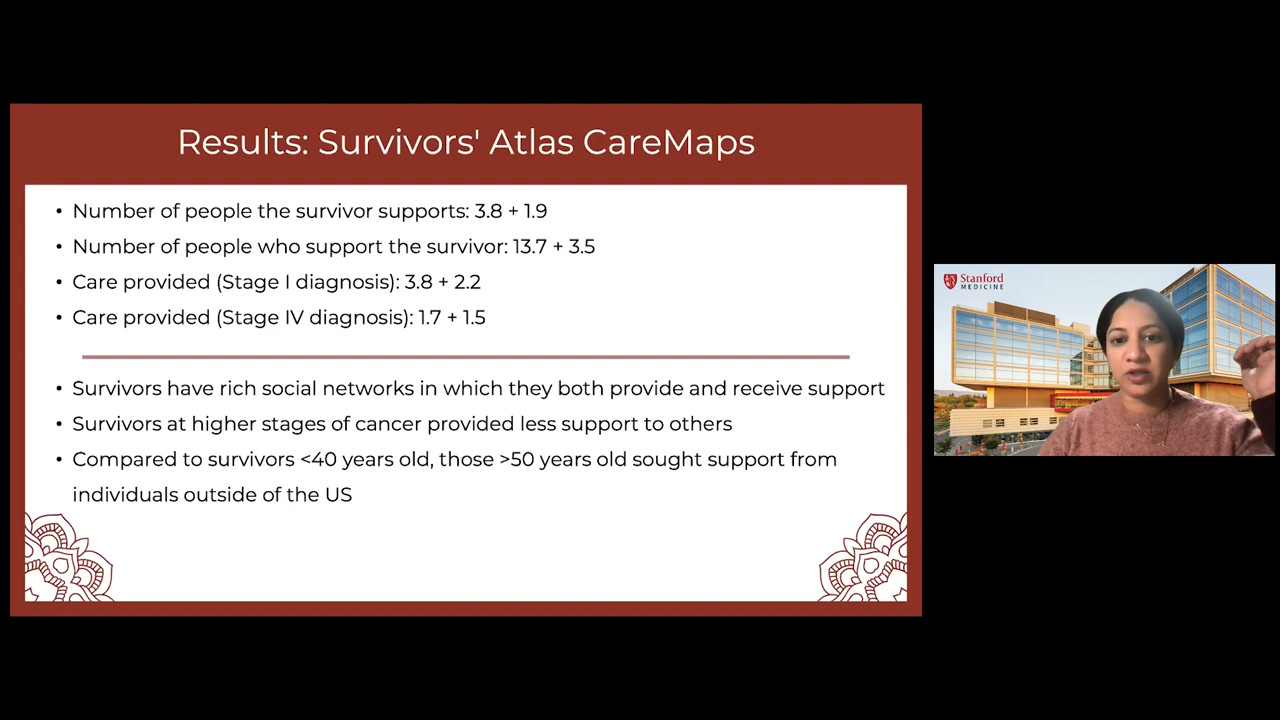 Results: Survivors' Atlas CareMaps
• Number of people the survivor supports: 3.8 + 1.9
• Number of people who support the survivor: 13.7 + 3.5
• Care provided (Stage I diagnosis): 3.8 + 2.2
• Care provided (Stage IV diagnosis): 1.7 + 1.5
• Survivors have rich social networks in which they both provide and receive support
• Survivors at higher stages of cancer provided less support to others
• Compared to survivors <40 years old, those >50 years old sought support from
individuals outside of the US
Stanford
MEDICINE